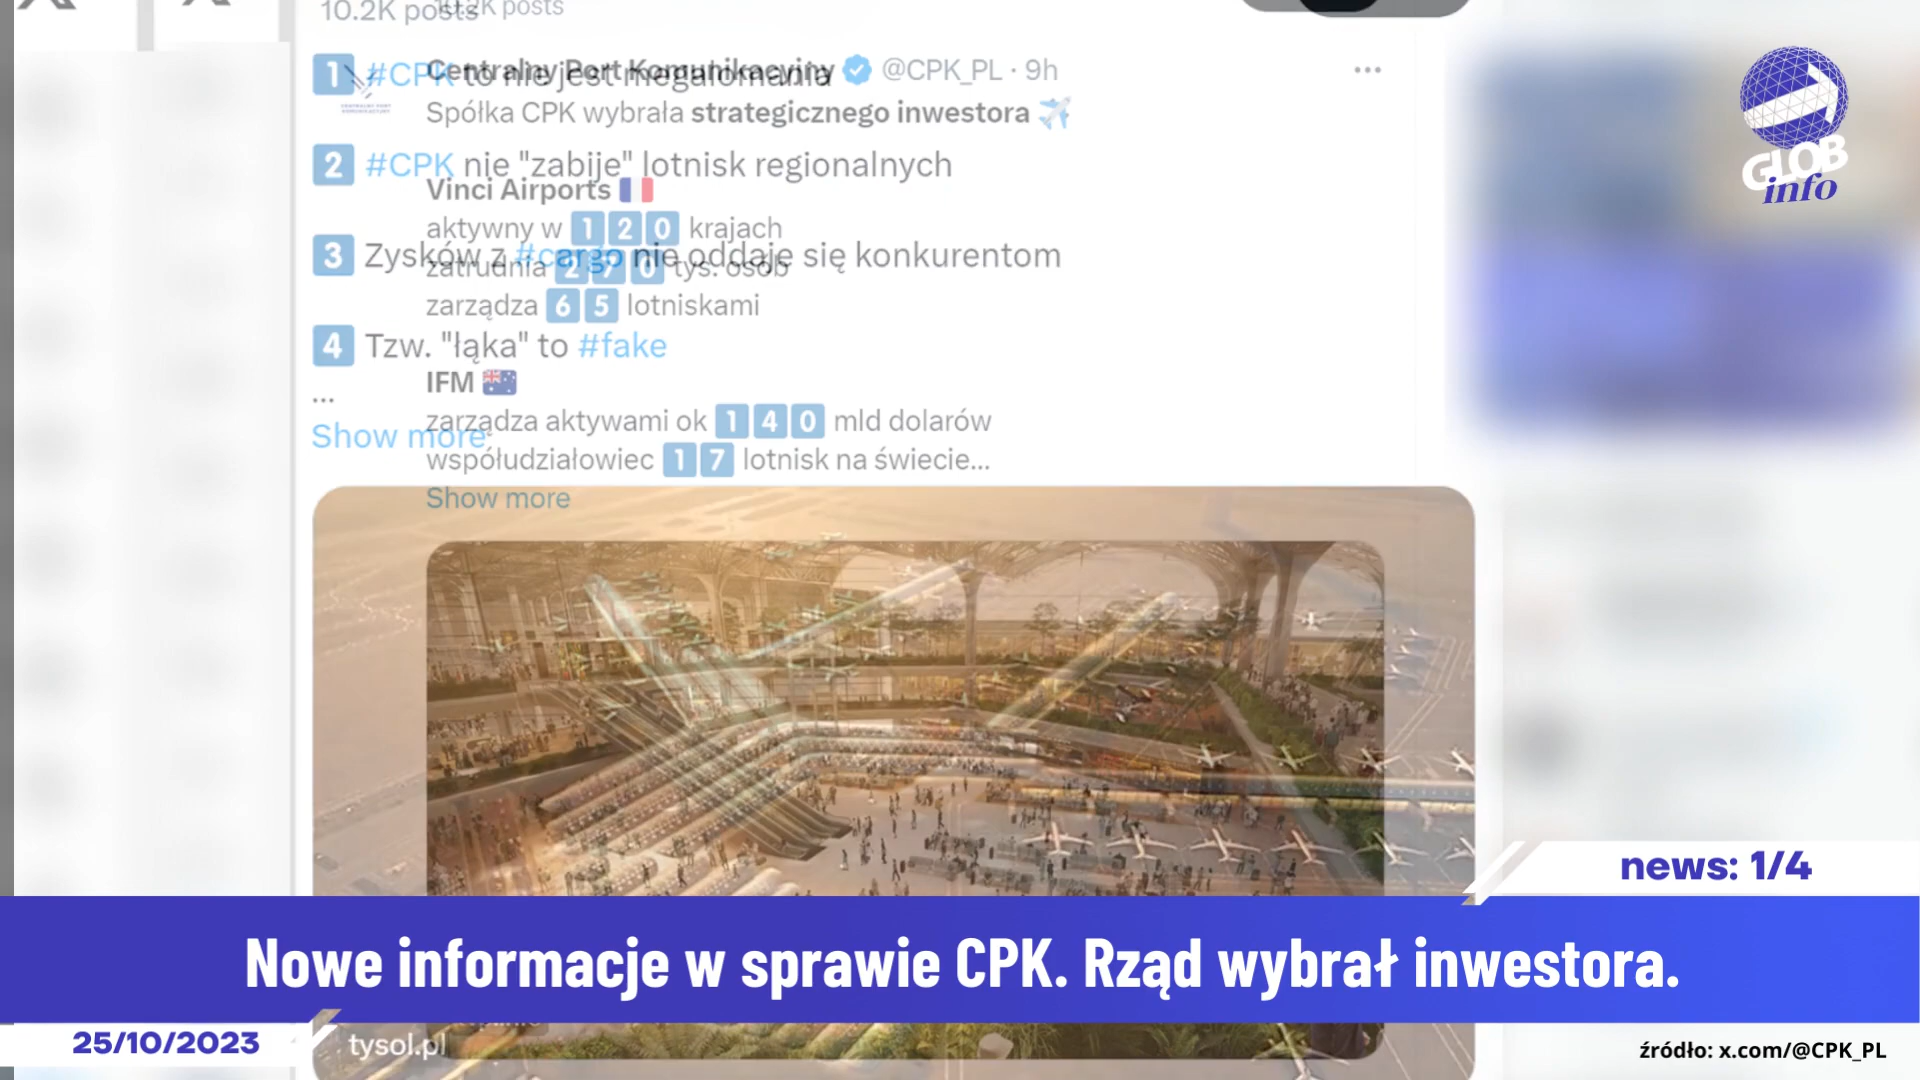 10.2K posts
10.2K posts
1 #CPK to nie jest megalomania
Centralny Port Komunikacyjny @CPK_PL · 9h
Spółka CPK wybrała strategicznego inwestora
2 #CPK nie "zabije" lotnisk regionalnych
Vinci Airports
aktywny w 120 krajach
3 Zysków z #cargo nie oddaje się konkurentom
zatrudnia 270 tys. osób
zarządza 65 lotniskami
4 Tzw. "łąka" to #fake
IFM
...
zarządza aktywami ok 140 mld dolarów
Show more
współudziałowiec 17 lotnisk na świecie...
Show more
GLOB
info
news: 1/4
Nowe informacje w sprawie CPK. Rząd wybrał inwestora.
25/10/2023
tysol.pl
źródło: x.com/@CPK_PL